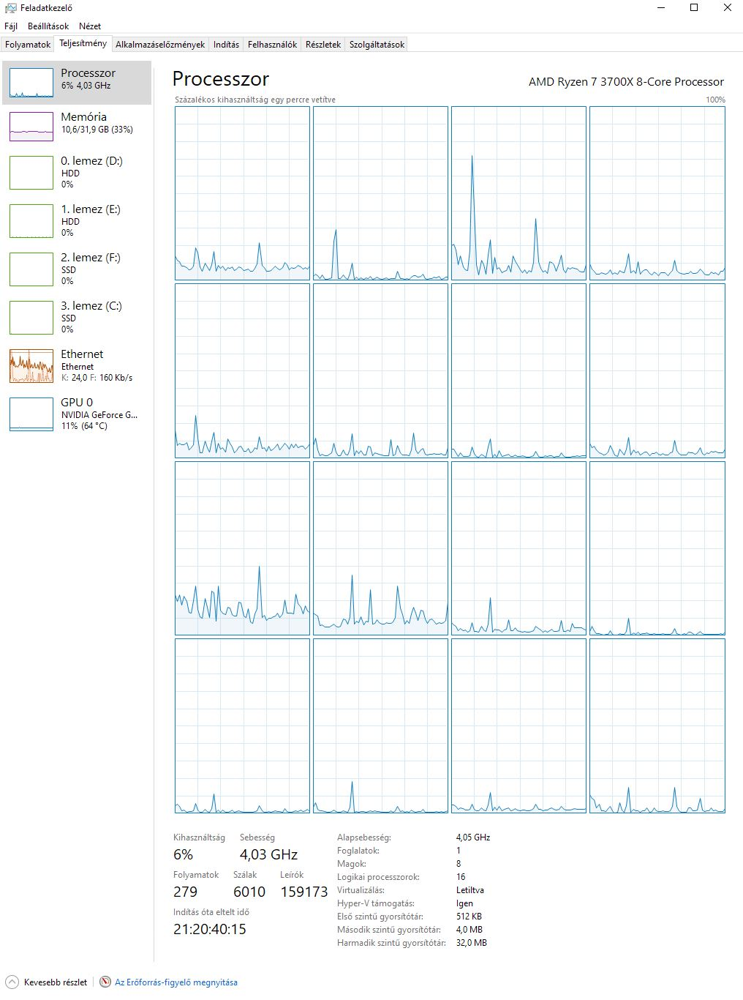 Feladatkezelő
Fájl Beállítások Nézet
Folyamatok Teljesítmény Alkalmazáselőzmények Indítás Felhasználók Részletek Szolgáltatások
Processzor
6% 4,03 GHz
Memória
10,6/31,9 GB (33%)
0. lemez (D:)
HDD
0%
1. lemez (E:)
HDD
0%
2. lemez (F:)
SSD
0%
3. lemez (C:)
SSD
0%
Ethernet
Ethernet
K: 24,0 F: 160 Kb/s
GPU 0
NVIDIA GeForce G...
11% (64 °C)
Processzor AMD Ryzen 7 3700X 8-Core Processor
Százalékos kihasználtság egy percre vetítve 100%
Kihasználtság Sebesség
6% 4,03 GHz
Folyamatok Szálak Leírók
279 6010 159173
Indítás óta eltelt idő
21:20:40:15
Alapsebesség: 4,05 GHz
Foglalatok: 1
Magok: 8
Logikai processzorok: 16
Virtualizálás: Letiltva
Hyper-V támogatás: Igen
Első szintű gyorsítótár: 512 KB
Második szintű gyorsítótár: 4,0 MB
Harmadik szintű gyorsítótár: 32,0 MB
Kevesebb részlet Az Erőforrás-figyelő megnyitása